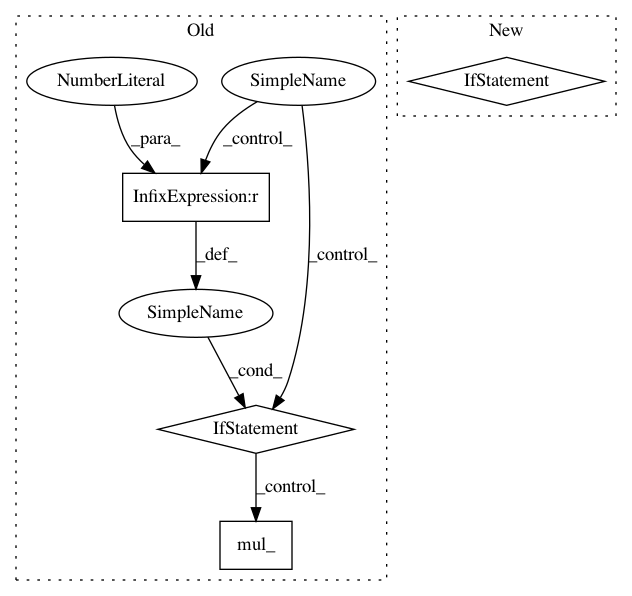 Old
New
NumberLiteral
SimpleName
IfStatement
_para_
_control_
InfixExpression:r
_def_
_control_
SimpleName
_cond_
IfStatement
_control_
mul_